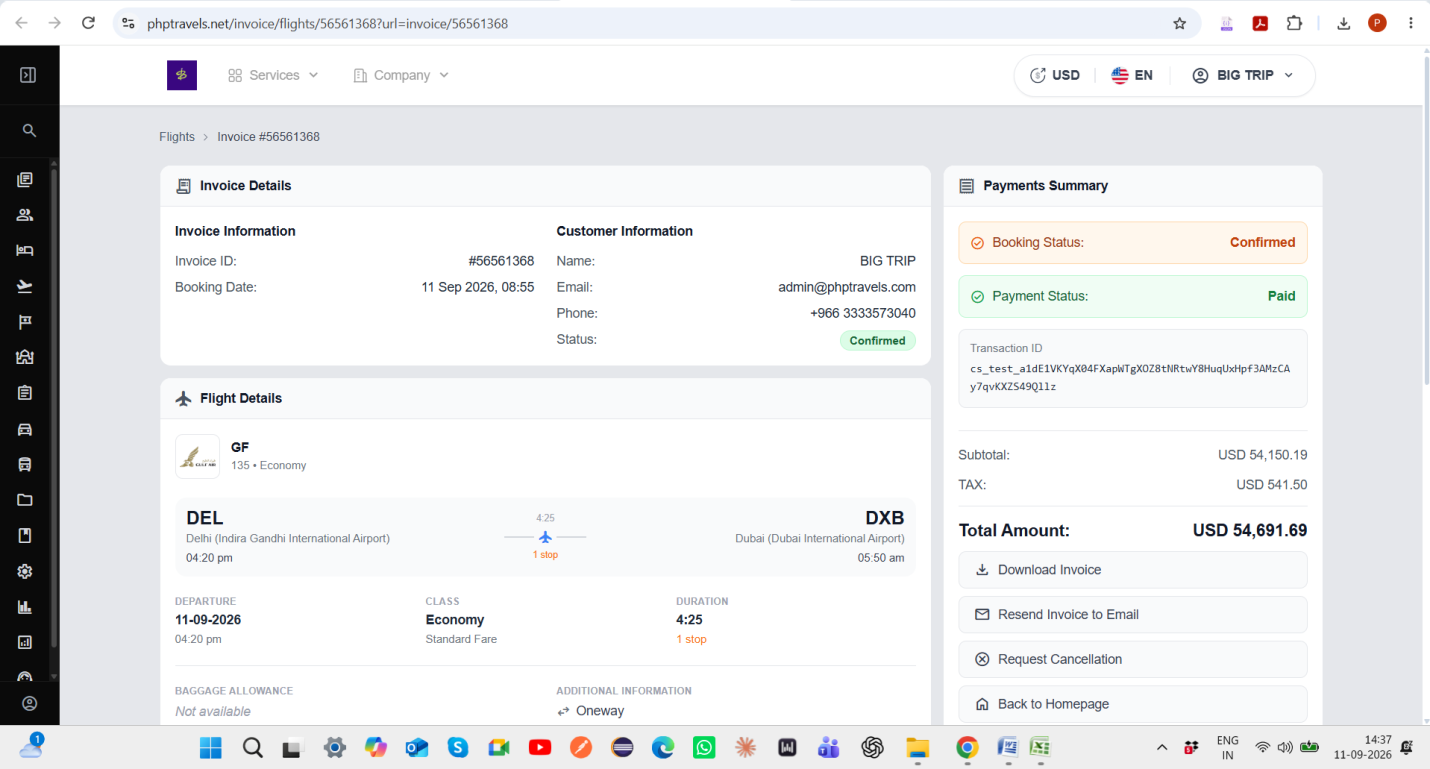 phptravels.net/invoice/flights/56561368?url=invoice/56561368
P
Services
Company
USD
EN
BIG TRIP
Flights > Invoice #56561368
Invoice Details
Invoice Information
Invoice ID: #56561368
Booking Date: 11 Sep 2026, 08:55
Customer Information
Name: BIG TRIP
Email: admin@phptravels.com
Phone: +966 3333573040
Status: Confirmed
Flight Details
GULF AIR
GF
135 • Economy
DEL
Delhi (Indira Gandhi International Airport)
04:20 pm
4:25
1 stop
DXB
Dubai (Dubai International Airport)
05:50 am
DEPARTURE
11-09-2026
04:20 pm
CLASS
Economy
Standard Fare
DURATION
4:25
1 stop
BAGGAGE ALLOWANCE
Not available
ADDITIONAL INFORMATION
Oneway
Payments Summary
Booking Status: Confirmed
Payment Status: Paid
Transaction ID
cs_test_a1dE1VKYqX04FXapWTgXOZ8tNRtwY8HuqUxHpf3AMzCA
y7qvKXZS49Qllz
Subtotal: USD 54,150.19
TAX: USD 541.50
Total Amount: USD 54,691.69
Download Invoice
Resend Invoice to Email
Request Cancellation
Back to Homepage
1
ENG
IN
14:37
11-09-2026